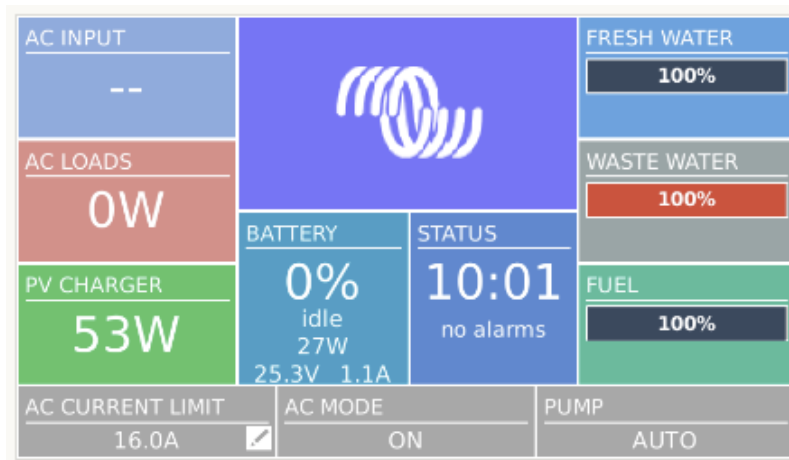 AC INPUT
--
AC LOADS
0W
PV CHARGER
53W
BATTERY
0%
idle
27W
25.3V 1.1A
STATUS
10:01
no alarms
FRESH WATER
100%
WASTE WATER
100%
FUEL
100%
AC CURRENT LIMIT
16.0A
AC MODE
ON
PUMP
AUTO